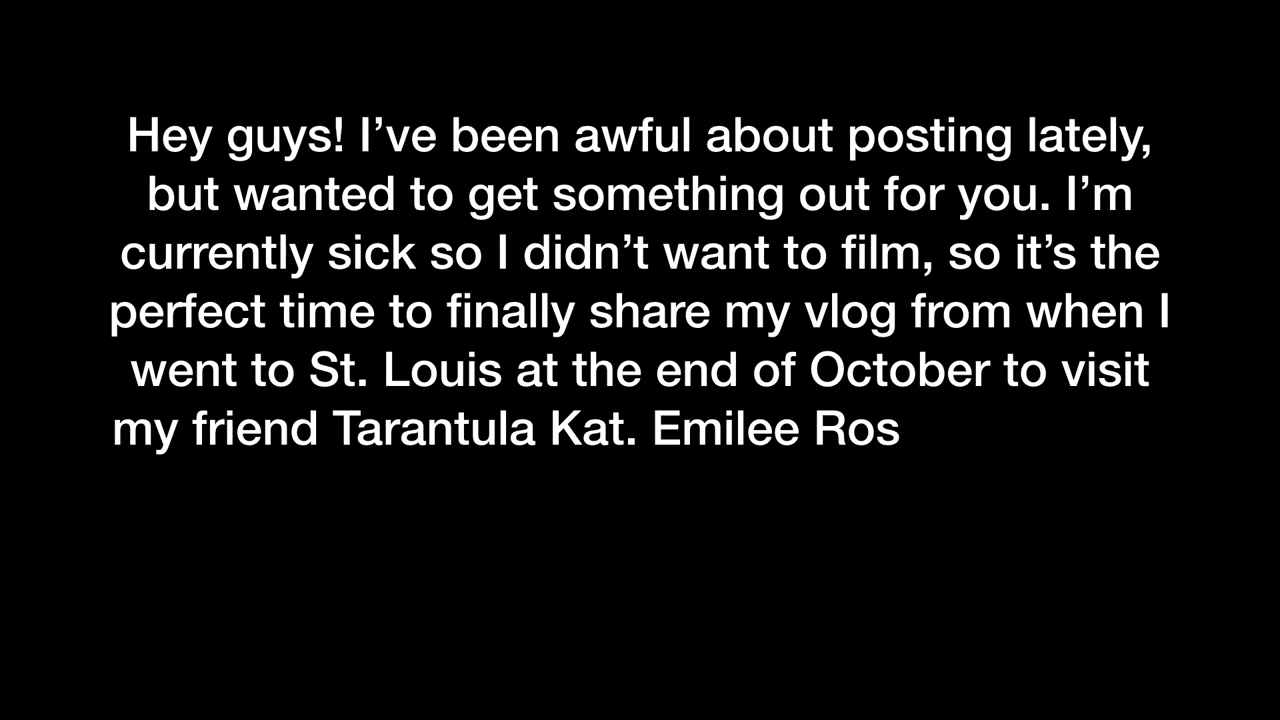 Hey guys! I’ve been awful about posting lately,
but wanted to get something out for you. I’m
currently sick so I didn’t want to film, so it’s the
perfect time to finally share my vlog from when I
went to St. Louis at the end of October to visit
my friend Tarantula Kat. Emilee Ros